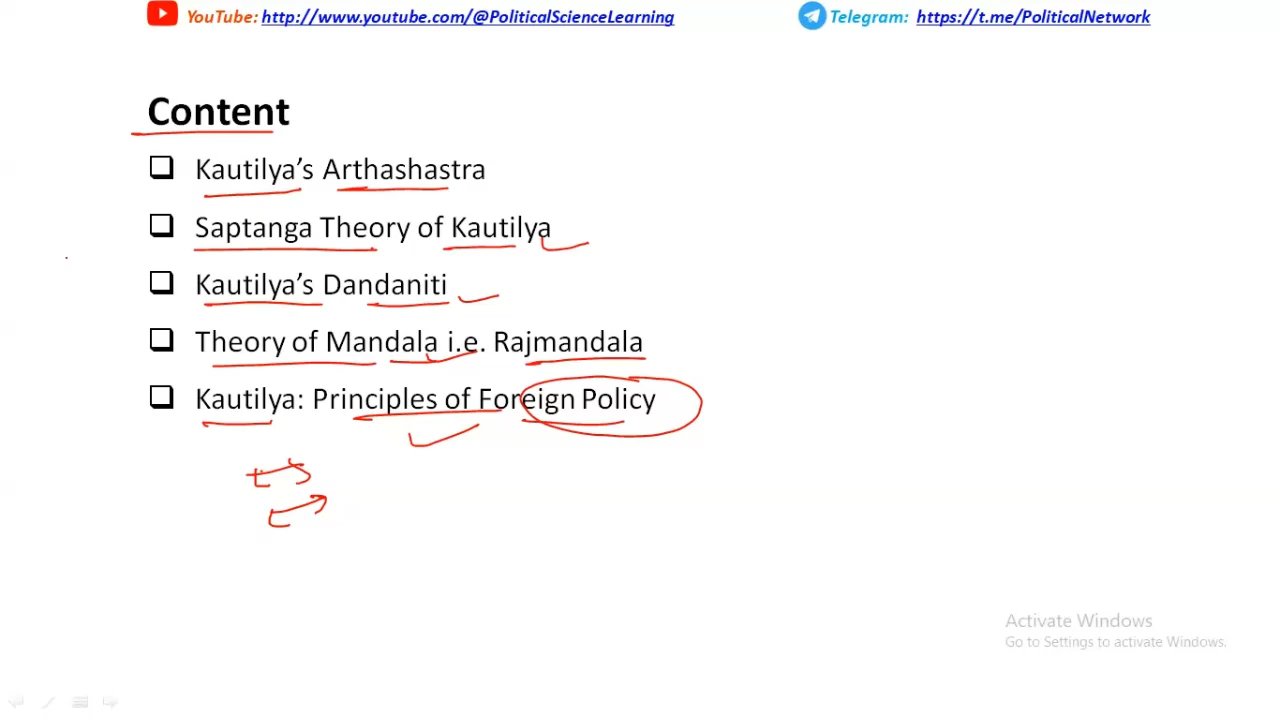 YouTube: http://www.youtube.com/@PoliticalScienceLearning
Telegram: https://t.me/PoliticalNetwork
Content
Kautilya’s Arthashastra
Saptanga Theory of Kautilya
Kautilya’s Dandaniti
Theory of Mandala i.e. Rajmandala
Kautilya: Principles of Foreign Policy
Activate Windows
Go to Settings to activate Windows.